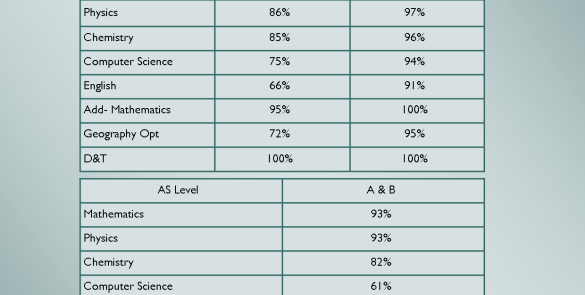 Physics 86% 97%
Chemistry 85% 96%
Computer Science 75% 94%
English 66% 91%
Add- Mathematics 95% 100%
Geography Opt 72% 95%
D&T 100% 100%
AS Level A & B
Mathematics 93%
Physics 93%
Chemistry 82%
Computer Science 61%